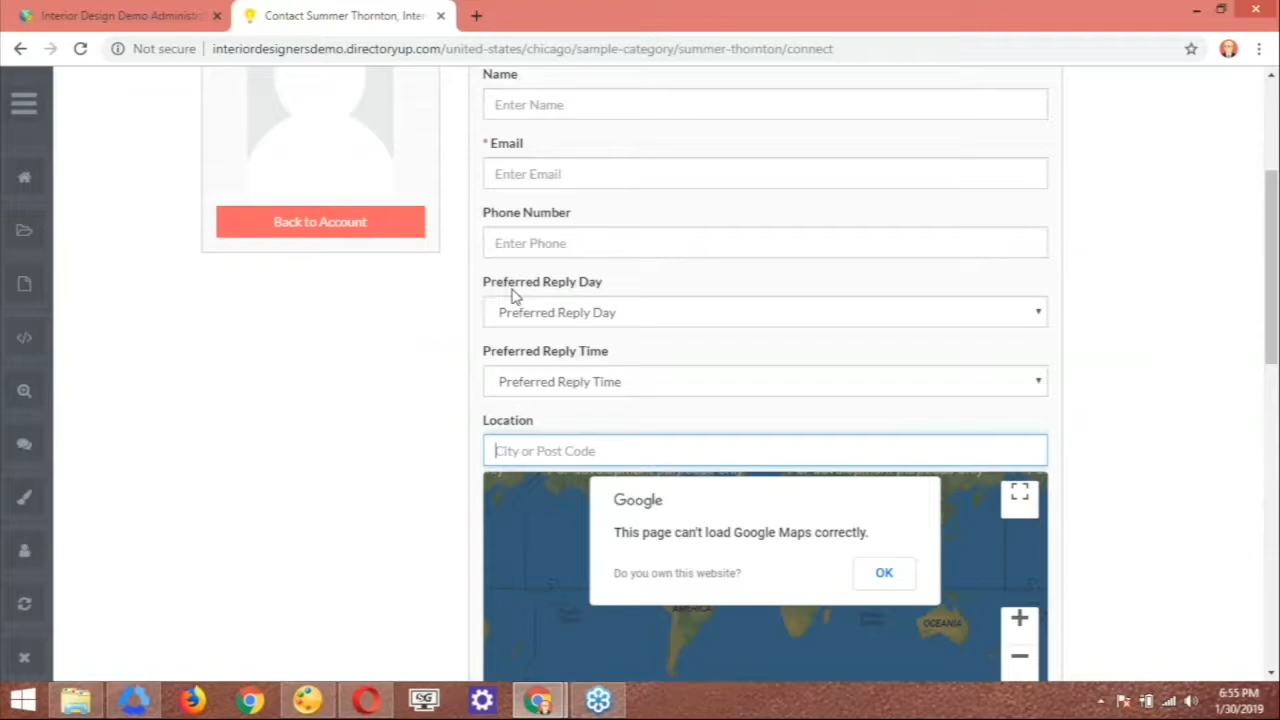 Interior Design Demo Administra
Contact Summer Thornton, Inter
Not secure
interiordesignersdemo.directoryup.com/united-states/chicago/sample-category/summer-thornton/connect
Name
Enter Name
* Email
Enter Email
Back to Account
Phone Number
Enter Phone
Preferred Reply Day
Preferred Reply Day
Preferred Reply Time
Preferred Reply Time
Location
City or Post Code
Google
This page can't load Google Maps correctly.
Do you own this website?
OK
AMERICA
OCEANIA
SG
6:55 PM
1/30/2019